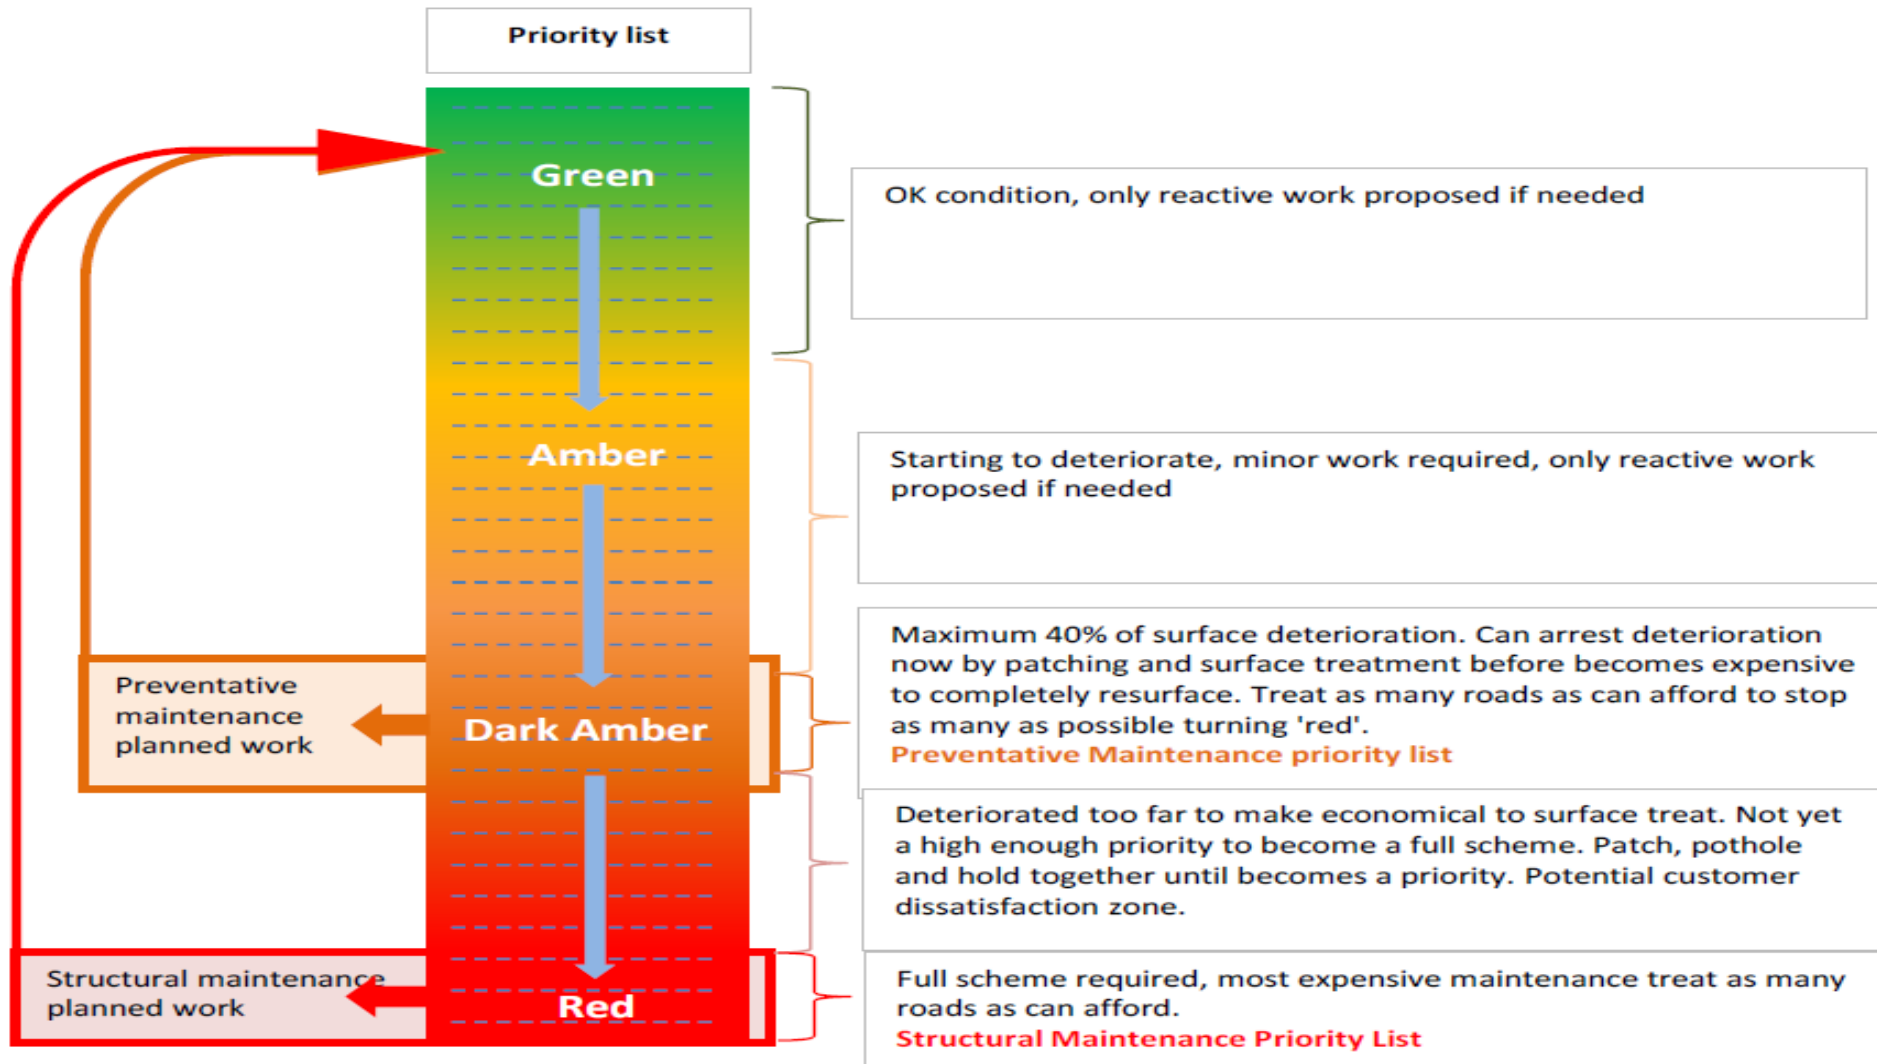 Priority list
Green
OK condition, only reactive work proposed if needed
Amber
Starting to deteriorate, minor work required, only reactive work
proposed if needed
Preventative
maintenance
planned work
Dark Amber
Maximum 40% of surface deterioration. Can arrest deterioration
now by patching and surface treatment before becomes expensive
to completely resurface. Treat as many roads as can afford to stop
as many as possible turning 'red'.
Preventative Maintenance priority list
Deteriorated too far to make economical to surface treat. Not yet
a high enough priority to become a full scheme. Patch, pothole
and hold together until becomes a priority. Potential customer
dissatisfaction zone.
Structural maintenance
planned work
Red
Full scheme required, most expensive maintenance treat as many
roads as can afford.
Structural Maintenance Priority List